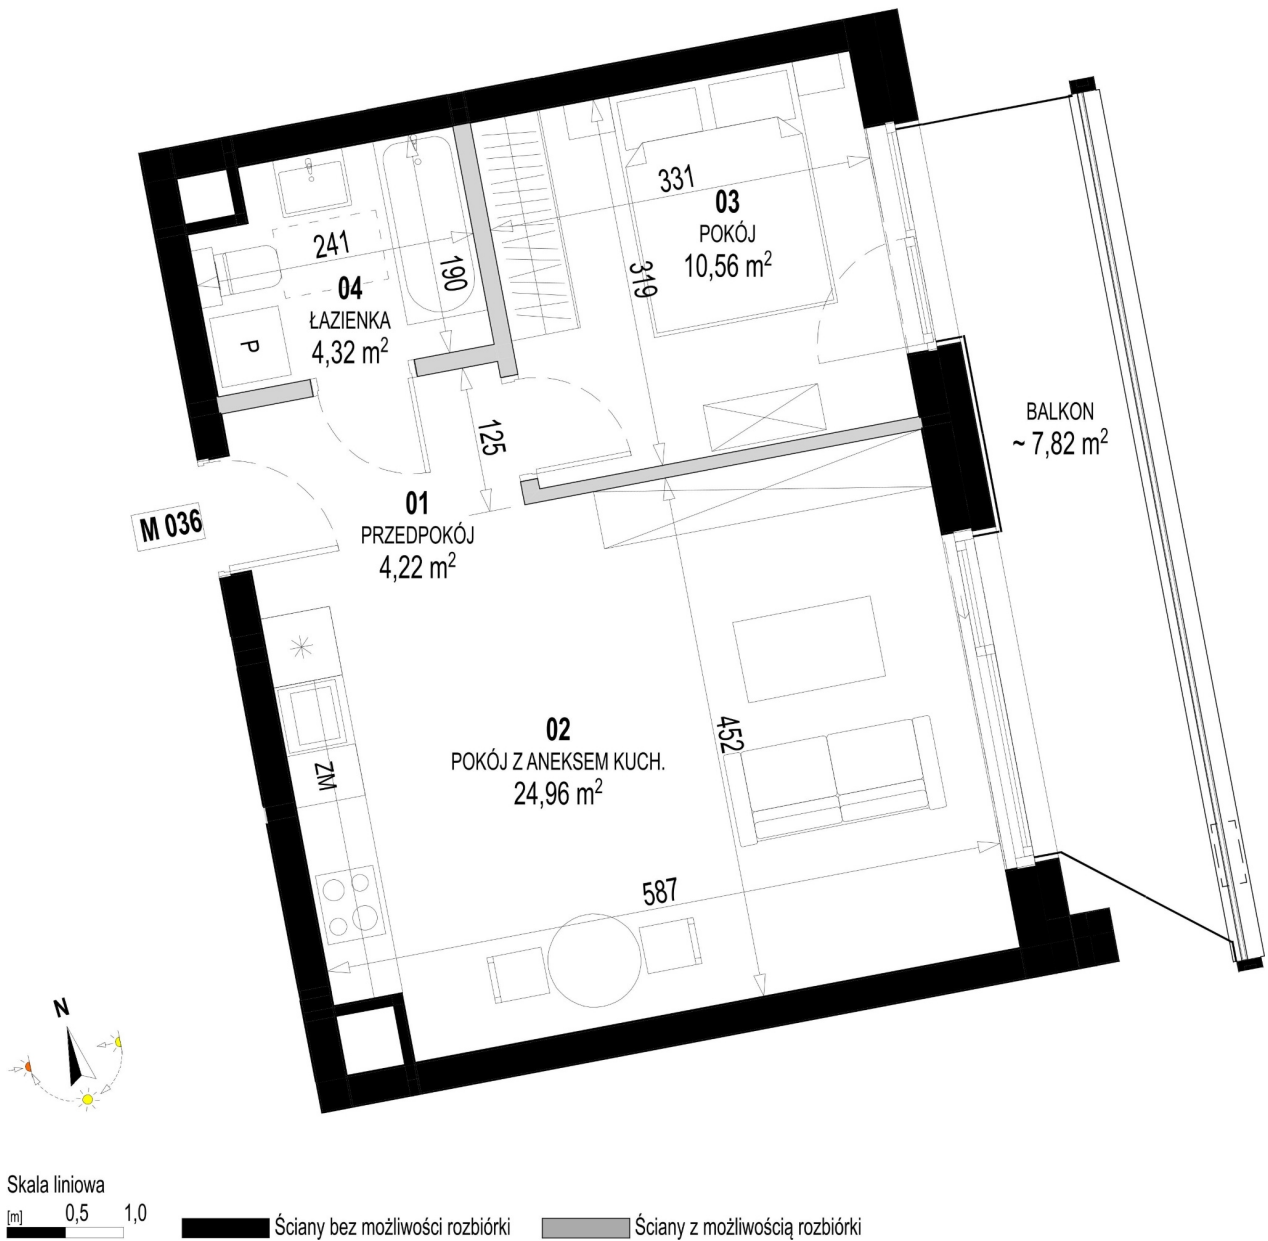 331
03
POKÓJ
10,56 m²
319
241
190
04
ŁAZIENKA
4,32 m²
P
125
BALKON
~ 7,82 m²
M 036
01
PRZEDPOKÓJ
4,22 m²
02
POKÓJ Z ANEKSEM KUCH.
24,96 m²
452
ZM
587
N
Skala liniowa
[m] 0,5 1,0
Ściany bez możliwości rozbiórki
Ściany z możliwością rozbiórki